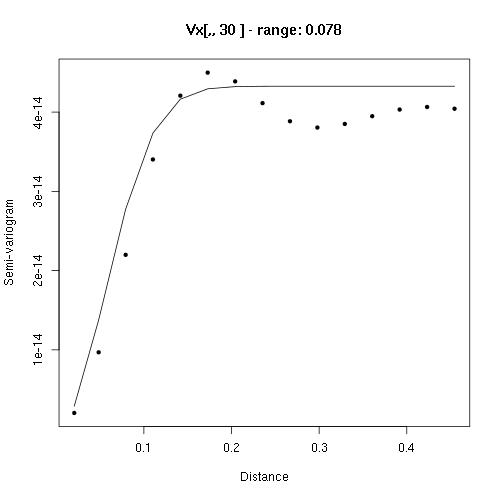 Vx[,, 30 ] - range: 0.078
4e-14
3e-14
2e-14
1e-14
Semi-variogram
0.1 0.2 0.3 0.4
Distance